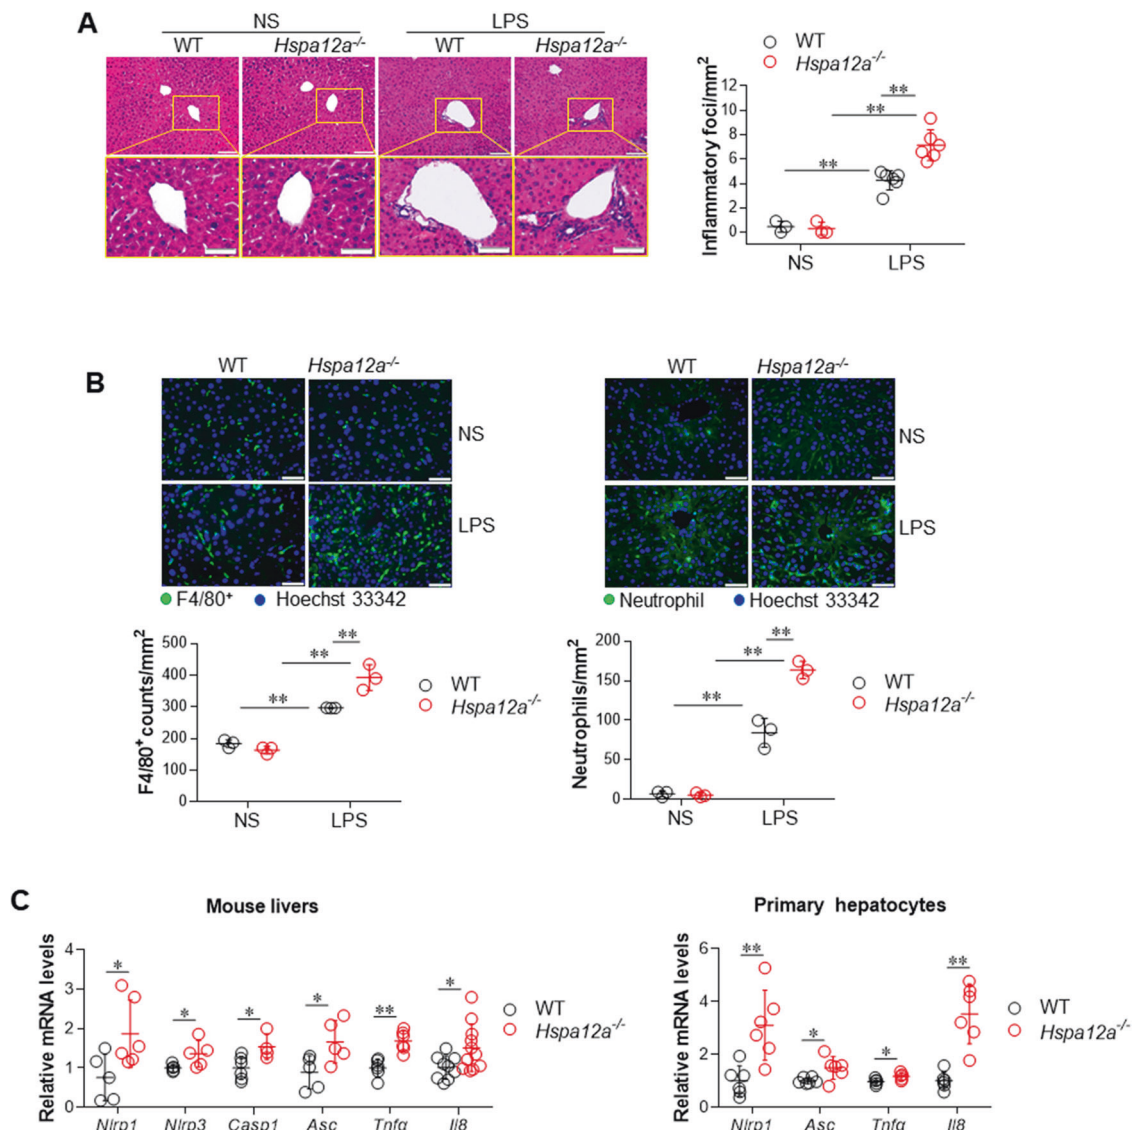 A
NS
LPS
WT
Hspa12a-/-
WT
Hspa12a-/-
WT
Hspa12a-/-
Inflammatory foci/mm2
12
10
8
6
4
2
0
**
**
**
NS
LPS
B
WT
Hspa12a-/-
NS
LPS
F4/80+
Hoechst 33342
WT
Hspa12a-/-
NS
LPS
Neutrophil
Hoechst 33342
F4/80+ counts/mm2
500
400
300
200
100
0
**
**
**
NS
LPS
WT
Hspa12a-/-
Neutrophils/mm2
200
150
100
50
0
**
**
**
NS
LPS
WT
Hspa12a-/-
C
Mouse livers
Relative mRNA levels
4
3
2
1
0
*
*
*
*
**
*
Nlrp1
Nlrp3
Casp1
Asc
Tnfα
Il8
WT
Hspa12a-/-
Primary hepatocytes
Relative mRNA levels
6
4
2
0
**
*
*
**
Nlrp1
Asc
Tnfα
Il8
WT
Hspa12a-/-